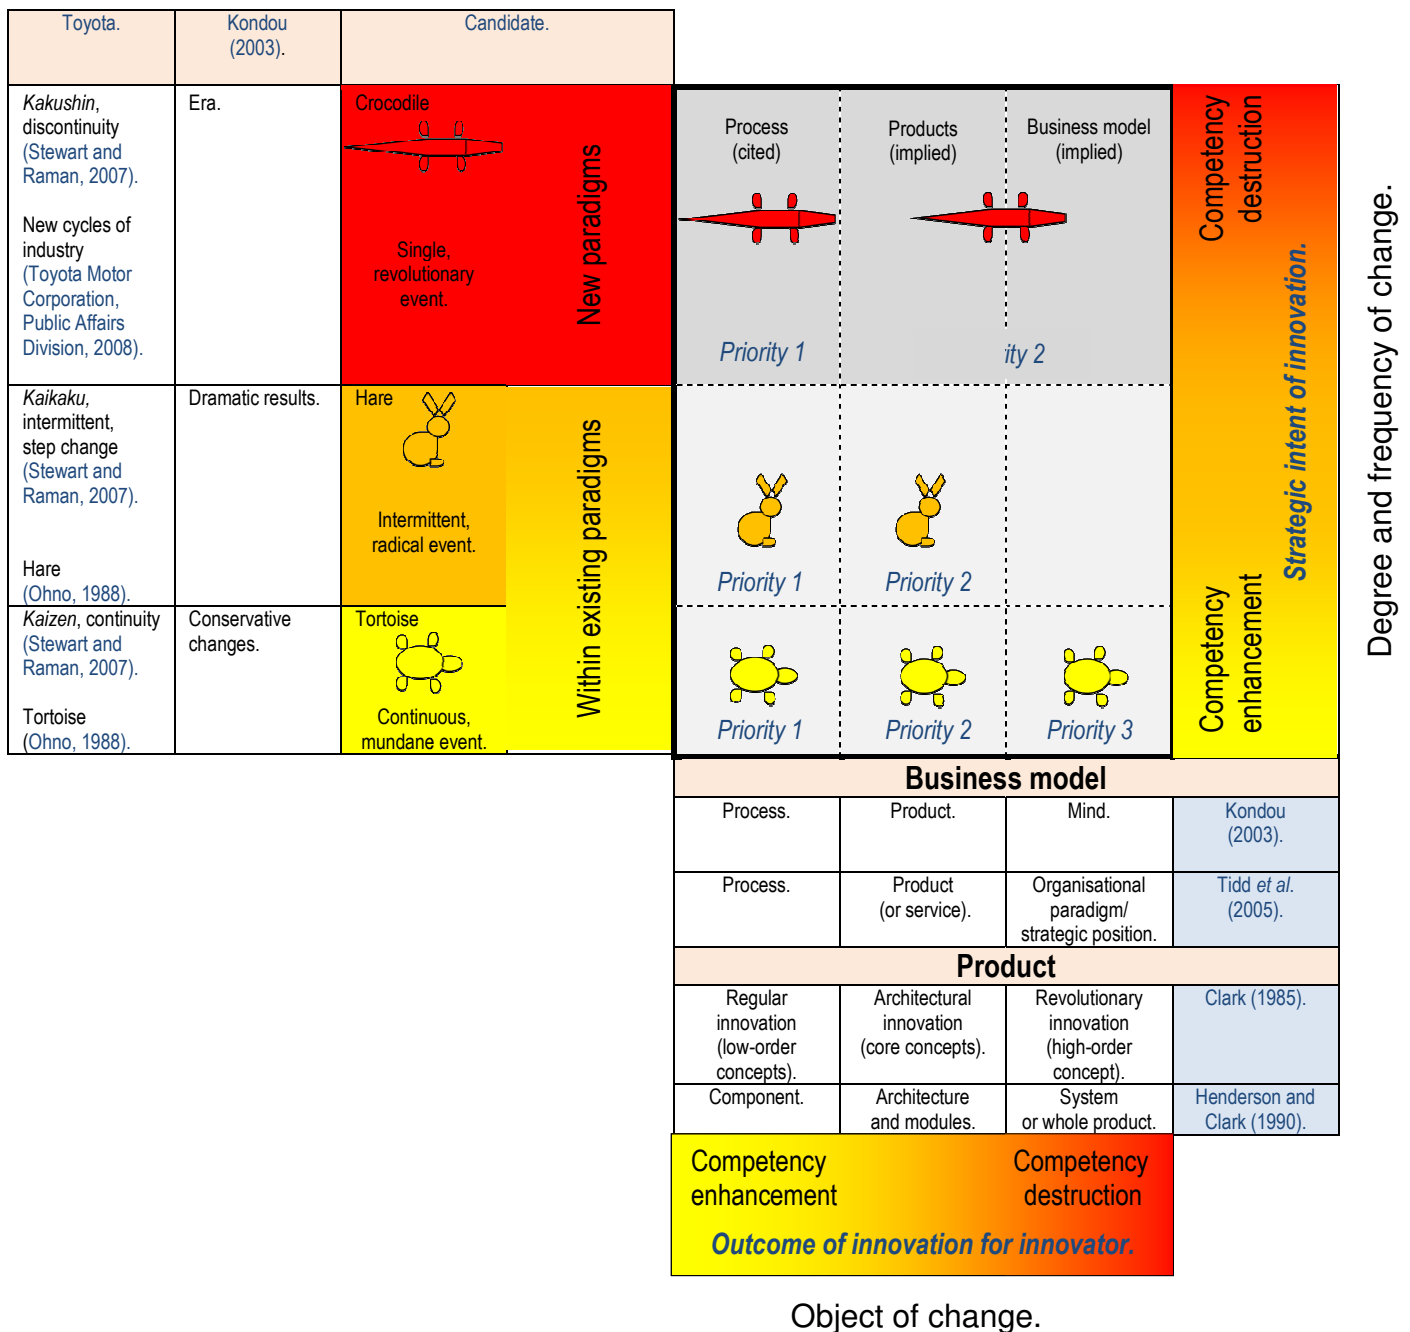 Toyota.
Kondou
(2003).
Candidate.
Kakushin,
discontinuity
(Stewart and
Raman, 2007).
New cycles of
industry
(Toyota Motor
Corporation,
Public Affairs
Division, 2008).
Era.
Crocodile
Single,
revolutionary
event.
New paradigms
Process
(cited)
Products
(implied)
Business model
(implied)
Priority 1
ity 2
Competency
destruction
Kaikaku,
intermittent,
step change
(Stewart and
Raman, 2007).
Hare
(Ohno, 1988).
Dramatic results.
Hare
Intermittent,
radical event.
Within existing paradigms
Priority 1
Priority 2
Strategic intent of innovation.
Degree and frequency of change.
Kaizen, continuity
(Stewart and
Raman, 2007).
Tortoise
(Ohno, 1988).
Conservative
changes.
Tortoise
Continuous,
mundane event.
Priority 1
Priority 2
Priority 3
Competency
enhancement
Business model
Process.
Product.
Mind.
Kondou
(2003).
Process.
Product
(or service).
Organisational
paradigm/
strategic position.
Tidd et al.
(2005).
Product
Regular
innovation
(low-order
concepts).
Architectural
innovation
(core concepts).
Revolutionary
innovation
(high-order
concept).
Clark (1985).
Component.
Architecture
and modules.
System
or whole product.
Henderson and
Clark (1990).
Competency
enhancement
Competency
destruction
Outcome of innovation for innovator.
Object of change.